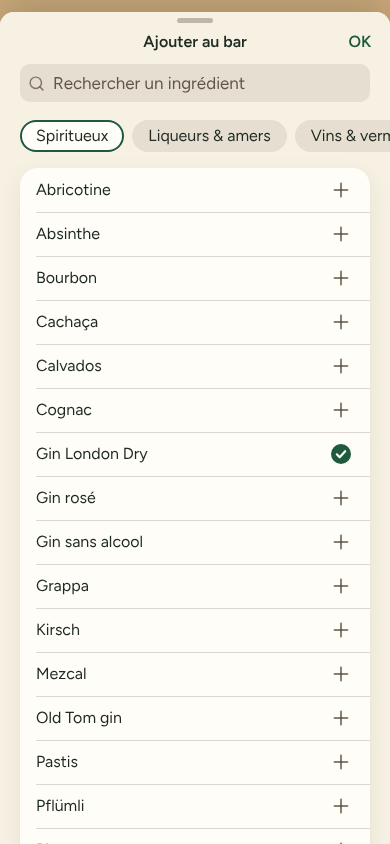 Ajouter au bar
OK
Rechercher un ingrédient
Spiritueux
Liqueurs & amers
Vins & verm
Abricotine
Absinthe
Bourbon
Cachaça
Calvados
Cognac
Gin London Dry
Gin rosé
Gin sans alcool
Grappa
Kirsch
Mezcal
Old Tom gin
Pastis
Pflümli